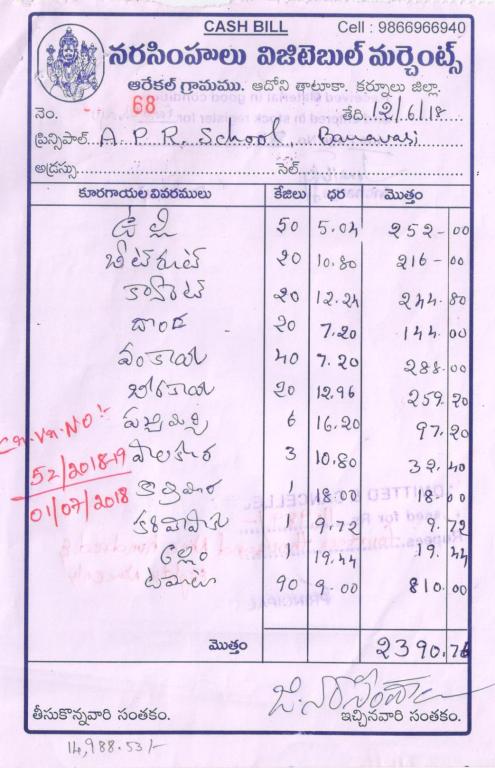 CASH BILL Cell : 9866966940
నరసింహులు విజిటెబుల్ మర్చెంట్స్
ఆరేకల్ గ్రామము. ఆదోని తాలూకా. కర్నూలు జిల్లా.
నెం. 68 తేది 12/6/18
ప్రిన్సిపాల్ A. P. R. School, Banavasi
అడ్రస్సు సెల్
కూరగాయల వివరములు కేజిలు ధర మొత్తం
ఉల్లి 50 5.04 252-00
బీట్రూట్ 20 10.80 216-00
కారెట్ 20 12.24 244.80
దొండ 20 7.20 144.00
వంకాయ 40 7.20 288.00
బీరకాయ 20 12.96 259.20
పచ్చిమిర్చి 6 16.20 97.20
పాలకూర 3 10.80 32.40
కొత్తిమీర 1 18.00 18.00
కరివేపాకు 1 9.72 9.72
అల్లం 1 19.44 19.44
టమేటా 90 9.00 810.00
52/2018-19
01/07/2018
మొత్తం 2390.76
తీసుకొన్నవారి సంతకం. ఇచ్చినవారి సంతకం.
14,988.53/-